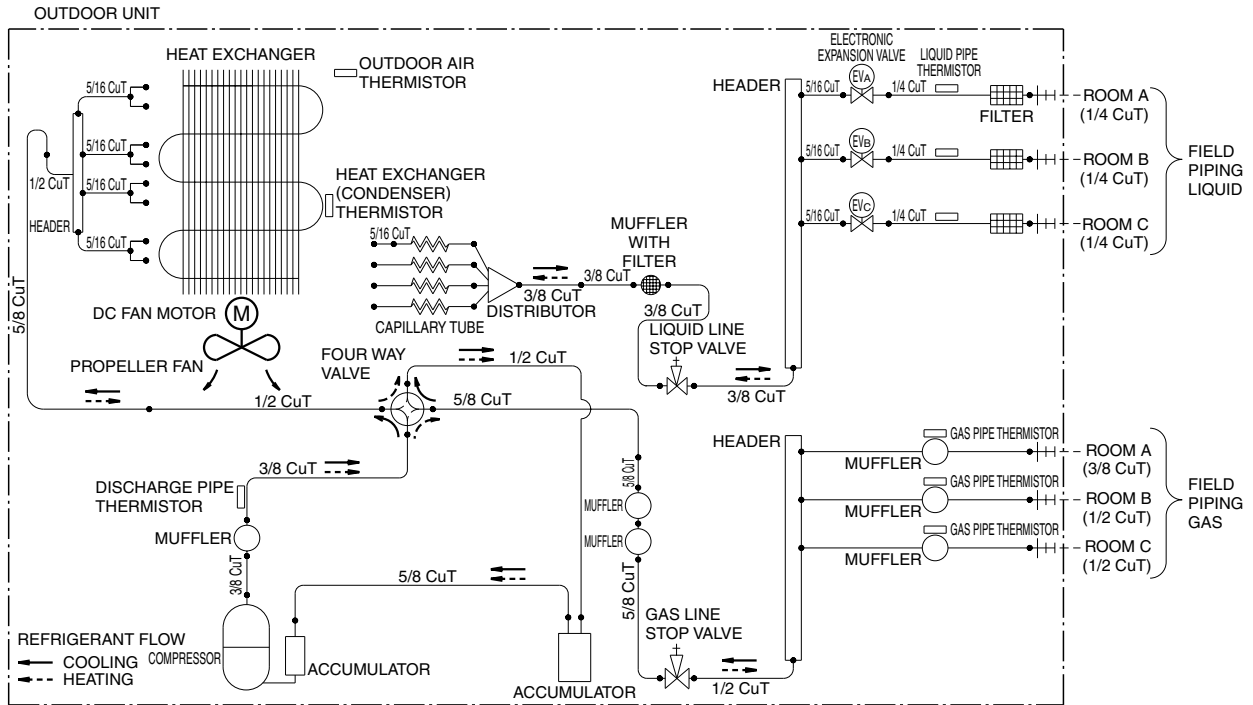 OUTDOOR UNIT
HEAT EXCHANGER
OUTDOOR AIR
THERMISTOR
5/16 CuT
5/16 CuT
5/16 CuT
5/16 CuT
1/2 CuT
HEADER
5/8 CuT
HEAT EXCHANGER
(CONDENSER)
THERMISTOR
5/16 CuT
CAPILLARY TUBE
DISTRIBUTOR
3/8 CuT
3/8 CuT
MUFFLER
WITH
FILTER
3/8 CuT
LIQUID LINE
STOP VALVE
3/8 CuT
HEADER
ELECTRONIC
EXPANSION VALVE
LIQUID PIPE
THERMISTOR
5/16 CuT
EVA
1/4 CuT
FILTER
ROOM A
(1/4 CuT)
5/16 CuT
EVB
1/4 CuT
ROOM B
(1/4 CuT)
5/16 CuT
EVC
1/4 CuT
ROOM C
(1/4 CuT)
FIELD
PIPING
LIQUID
DC FAN MOTOR
M
PROPELLER FAN
FOUR WAY
VALVE
1/2 CuT
1/2 CuT
5/8 CuT
3/8 CuT
DISCHARGE PIPE
THERMISTOR
MUFFLER
3/8 CuT
COMPRESSOR
ACCUMULATOR
5/8 CuT
ACCUMULATOR
5/8 CuT
MUFFLER
MUFFLER
5/8 CuT
GAS LINE
STOP VALVE
1/2 CuT
HEADER
GAS PIPE THERMISTOR
MUFFLER
ROOM A
(3/8 CuT)
GAS PIPE THERMISTOR
MUFFLER
ROOM B
(1/2 CuT)
GAS PIPE THERMISTOR
MUFFLER
ROOM C
(1/2 CuT)
FIELD
PIPING
GAS
REFRIGERANT FLOW
COOLING
HEATING